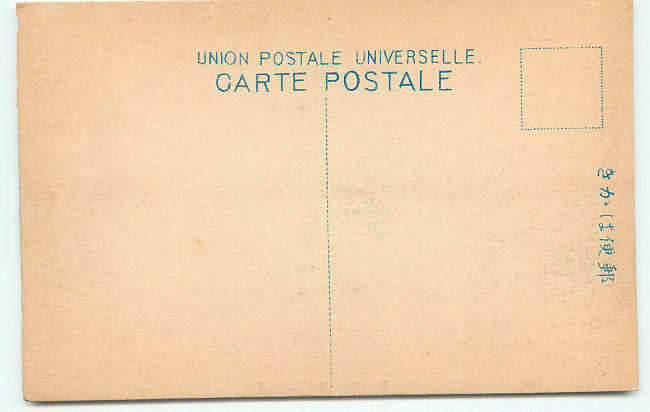 UNION POSTALE UNIVERSELLE.
CARTE POSTALE
きかは便郵